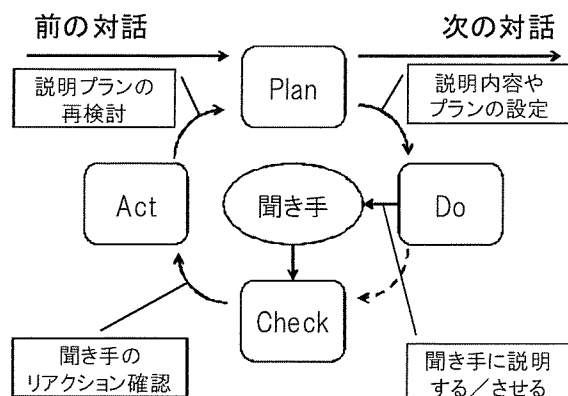 前の対話
次の対話
説明プランの
再検討
Plan
説明内容や
プランの設定
Act
聞き手
Do
Check
聞き手の
リアクション確認
聞き手に説明
する／させる